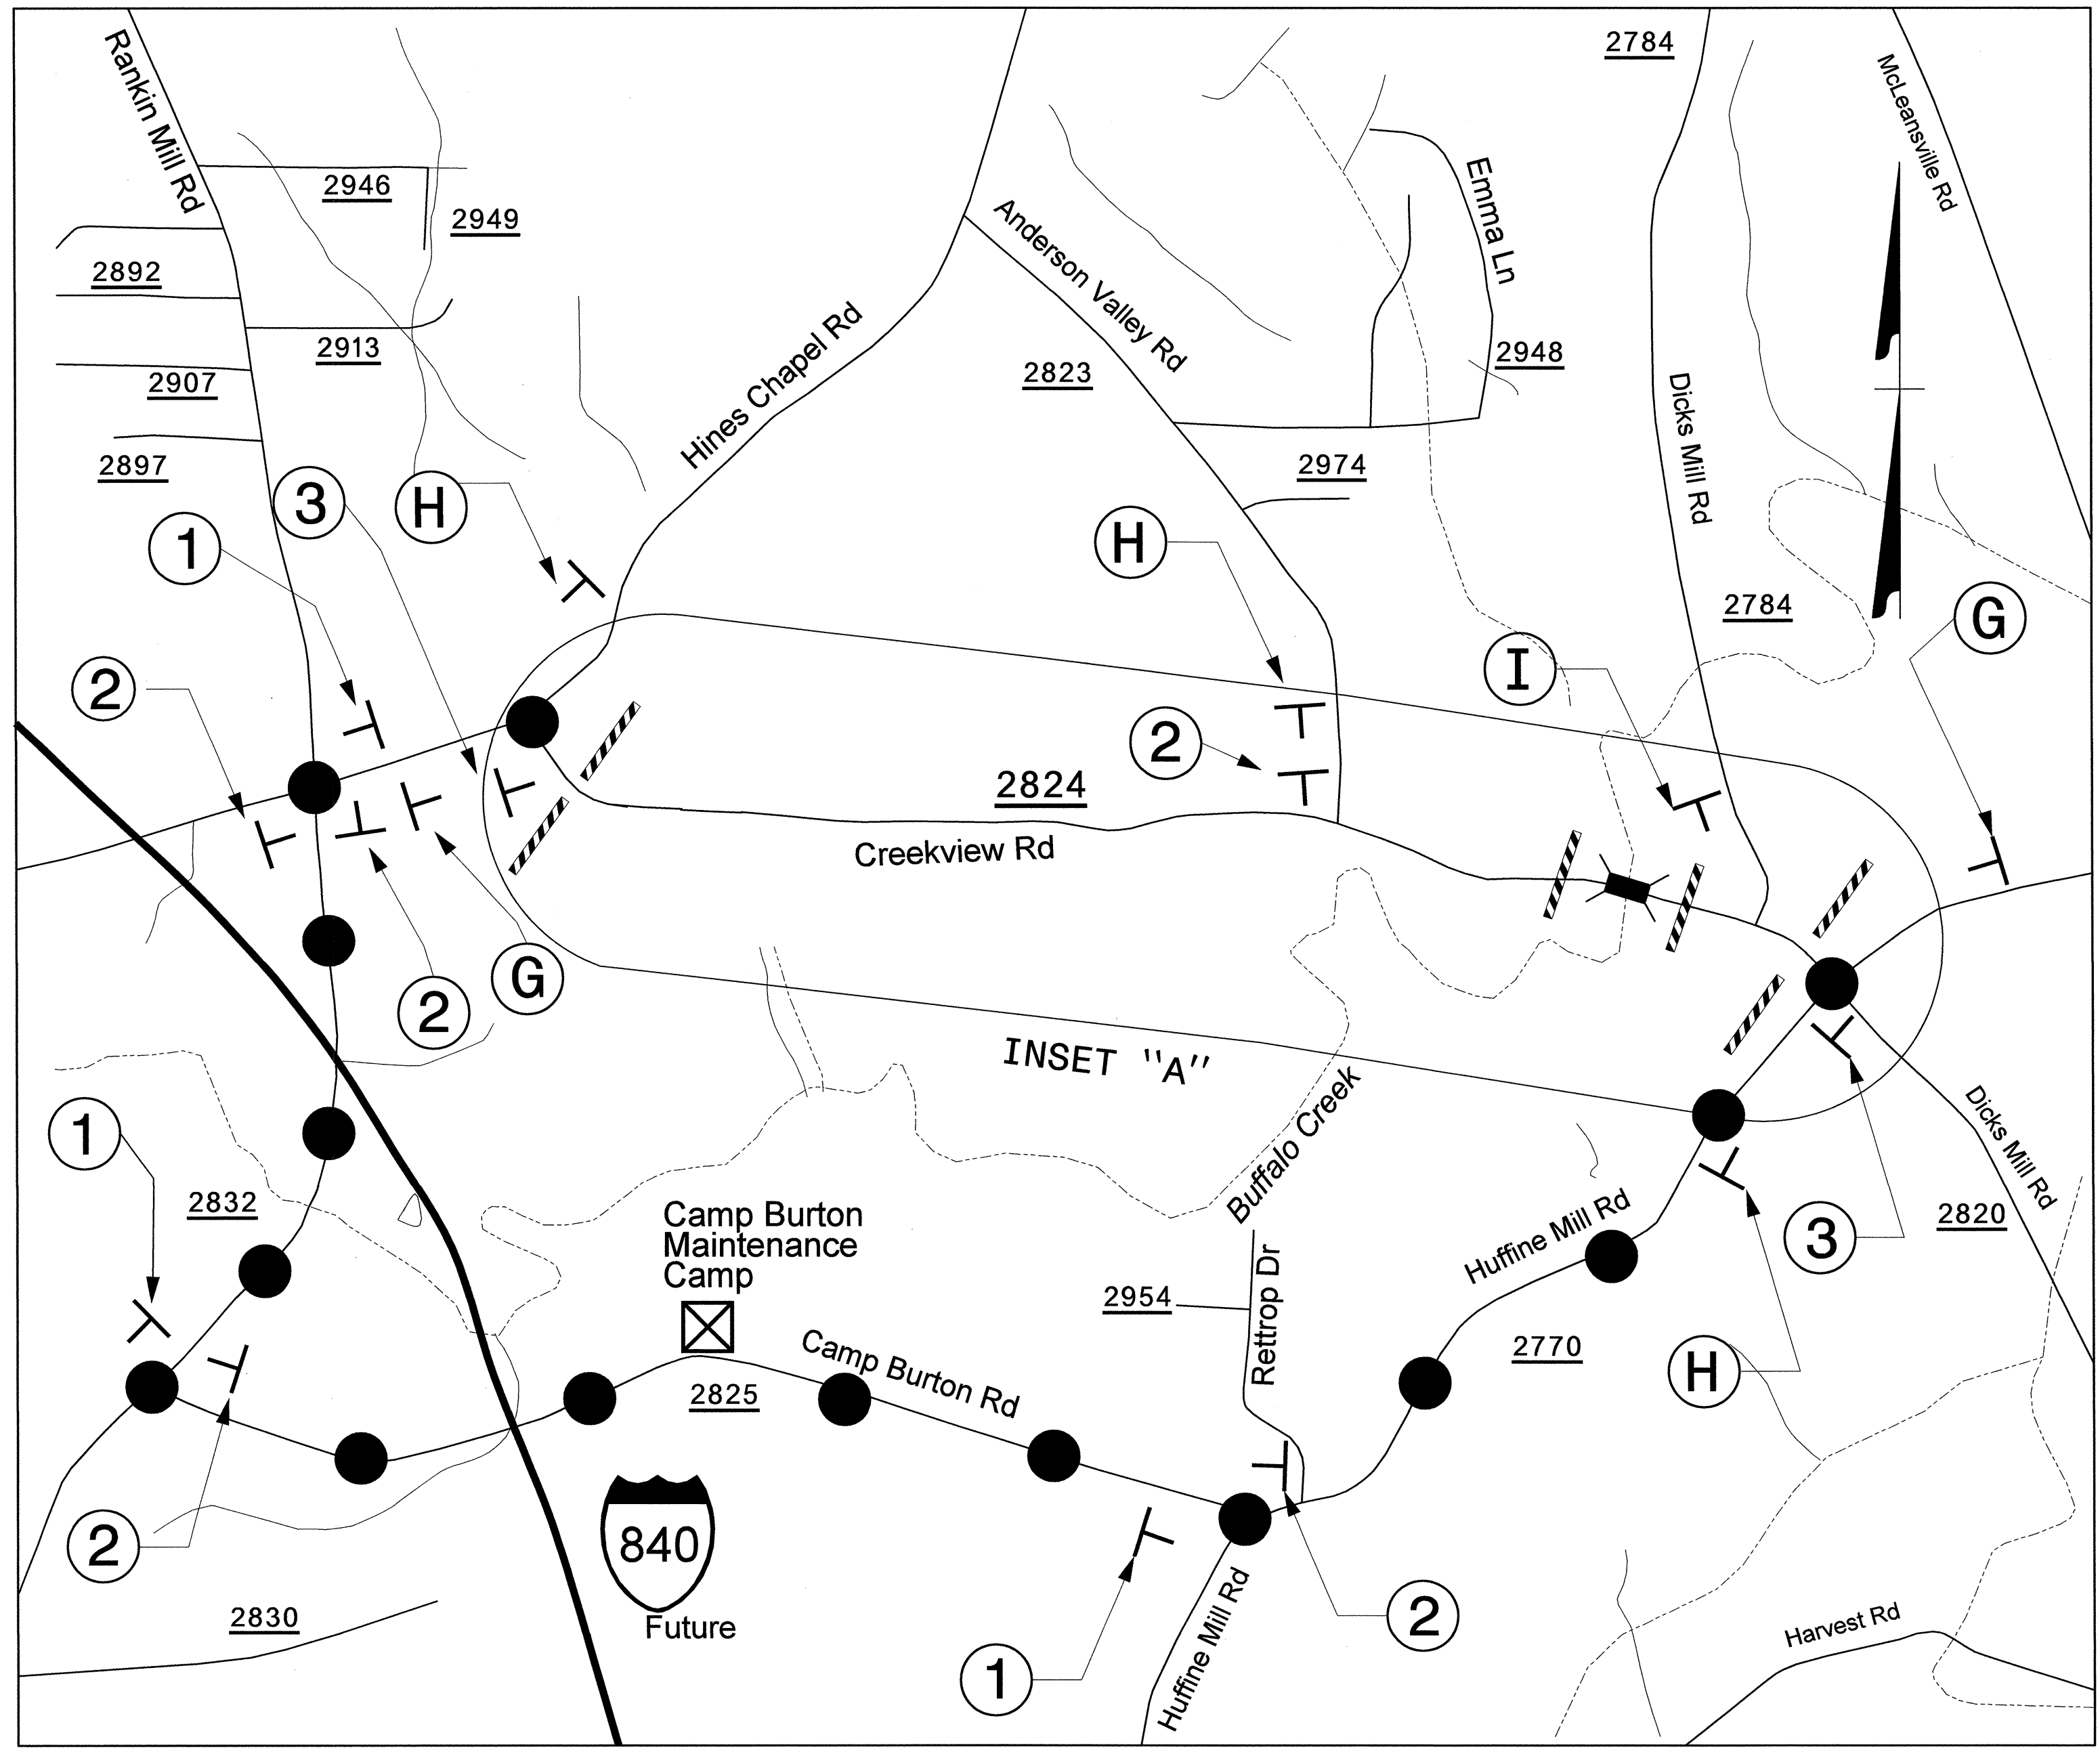 2784
Rankin Mill Rd
McLeansville Rd
2946
2949
Emma Ln
Anderson Valley Rd
2892
2913
2907
Hines Chapel Rd
2823
2948
Dicks Mill Rd
2897
2974
3
H
1
H
2784
G
I
2
2
2824
Creekview Rd
G
2
INSET "A"
Buffalo Creek
1
Dicks Mill Rd
2832
Camp Burton
Maintenance
Camp
Huffine Mill Rd
3
2820
2954
Rettrop Dr
2770
H
Camp Burton Rd
2825
2
840
Future
2830
1
Huffine Mill Rd
2
Harvest Rd